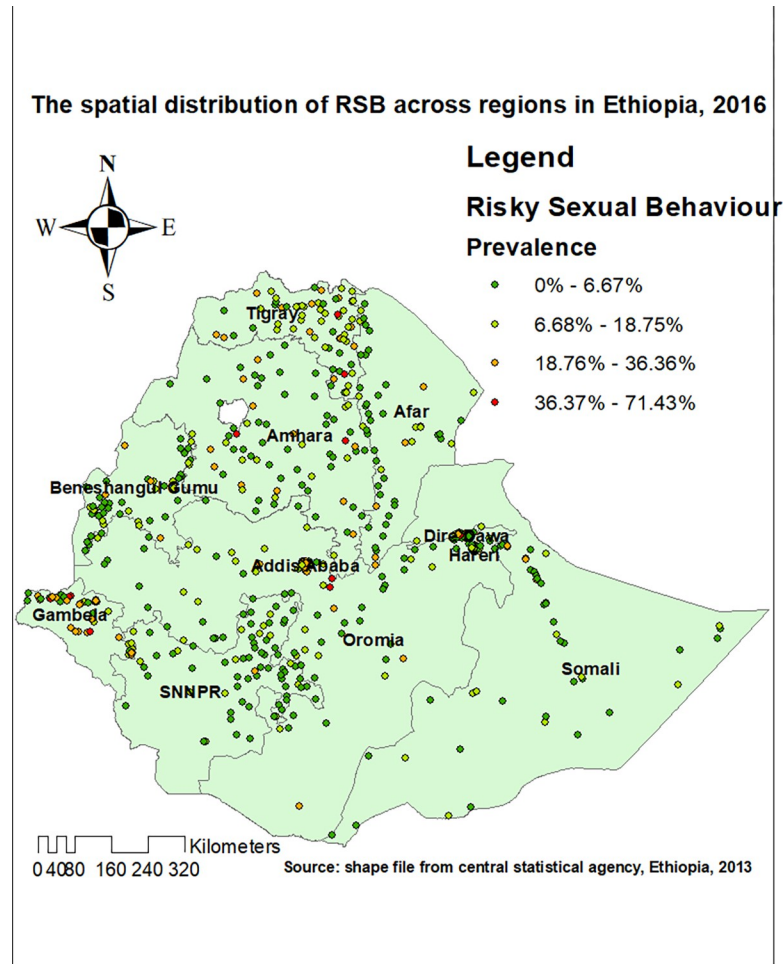 The spatial distribution of RSB across regions in Ethiopia, 2016
Legend
Risky Sexual Behaviour
Prevalence
0% - 6.67%
6.68% - 18.75%
18.76% - 36.36%
36.37% - 71.43%
N
W E
S
Tigray
Afar
Amhara
Beneshangul Gumu
Dire Dawa
Hareri
Addis Ababa
Gambela
Oromia
Somali
SNNPR
Kilometers
0 40 80 160 240 320
Source: shape file from central statistical agency, Ethiopia, 2013